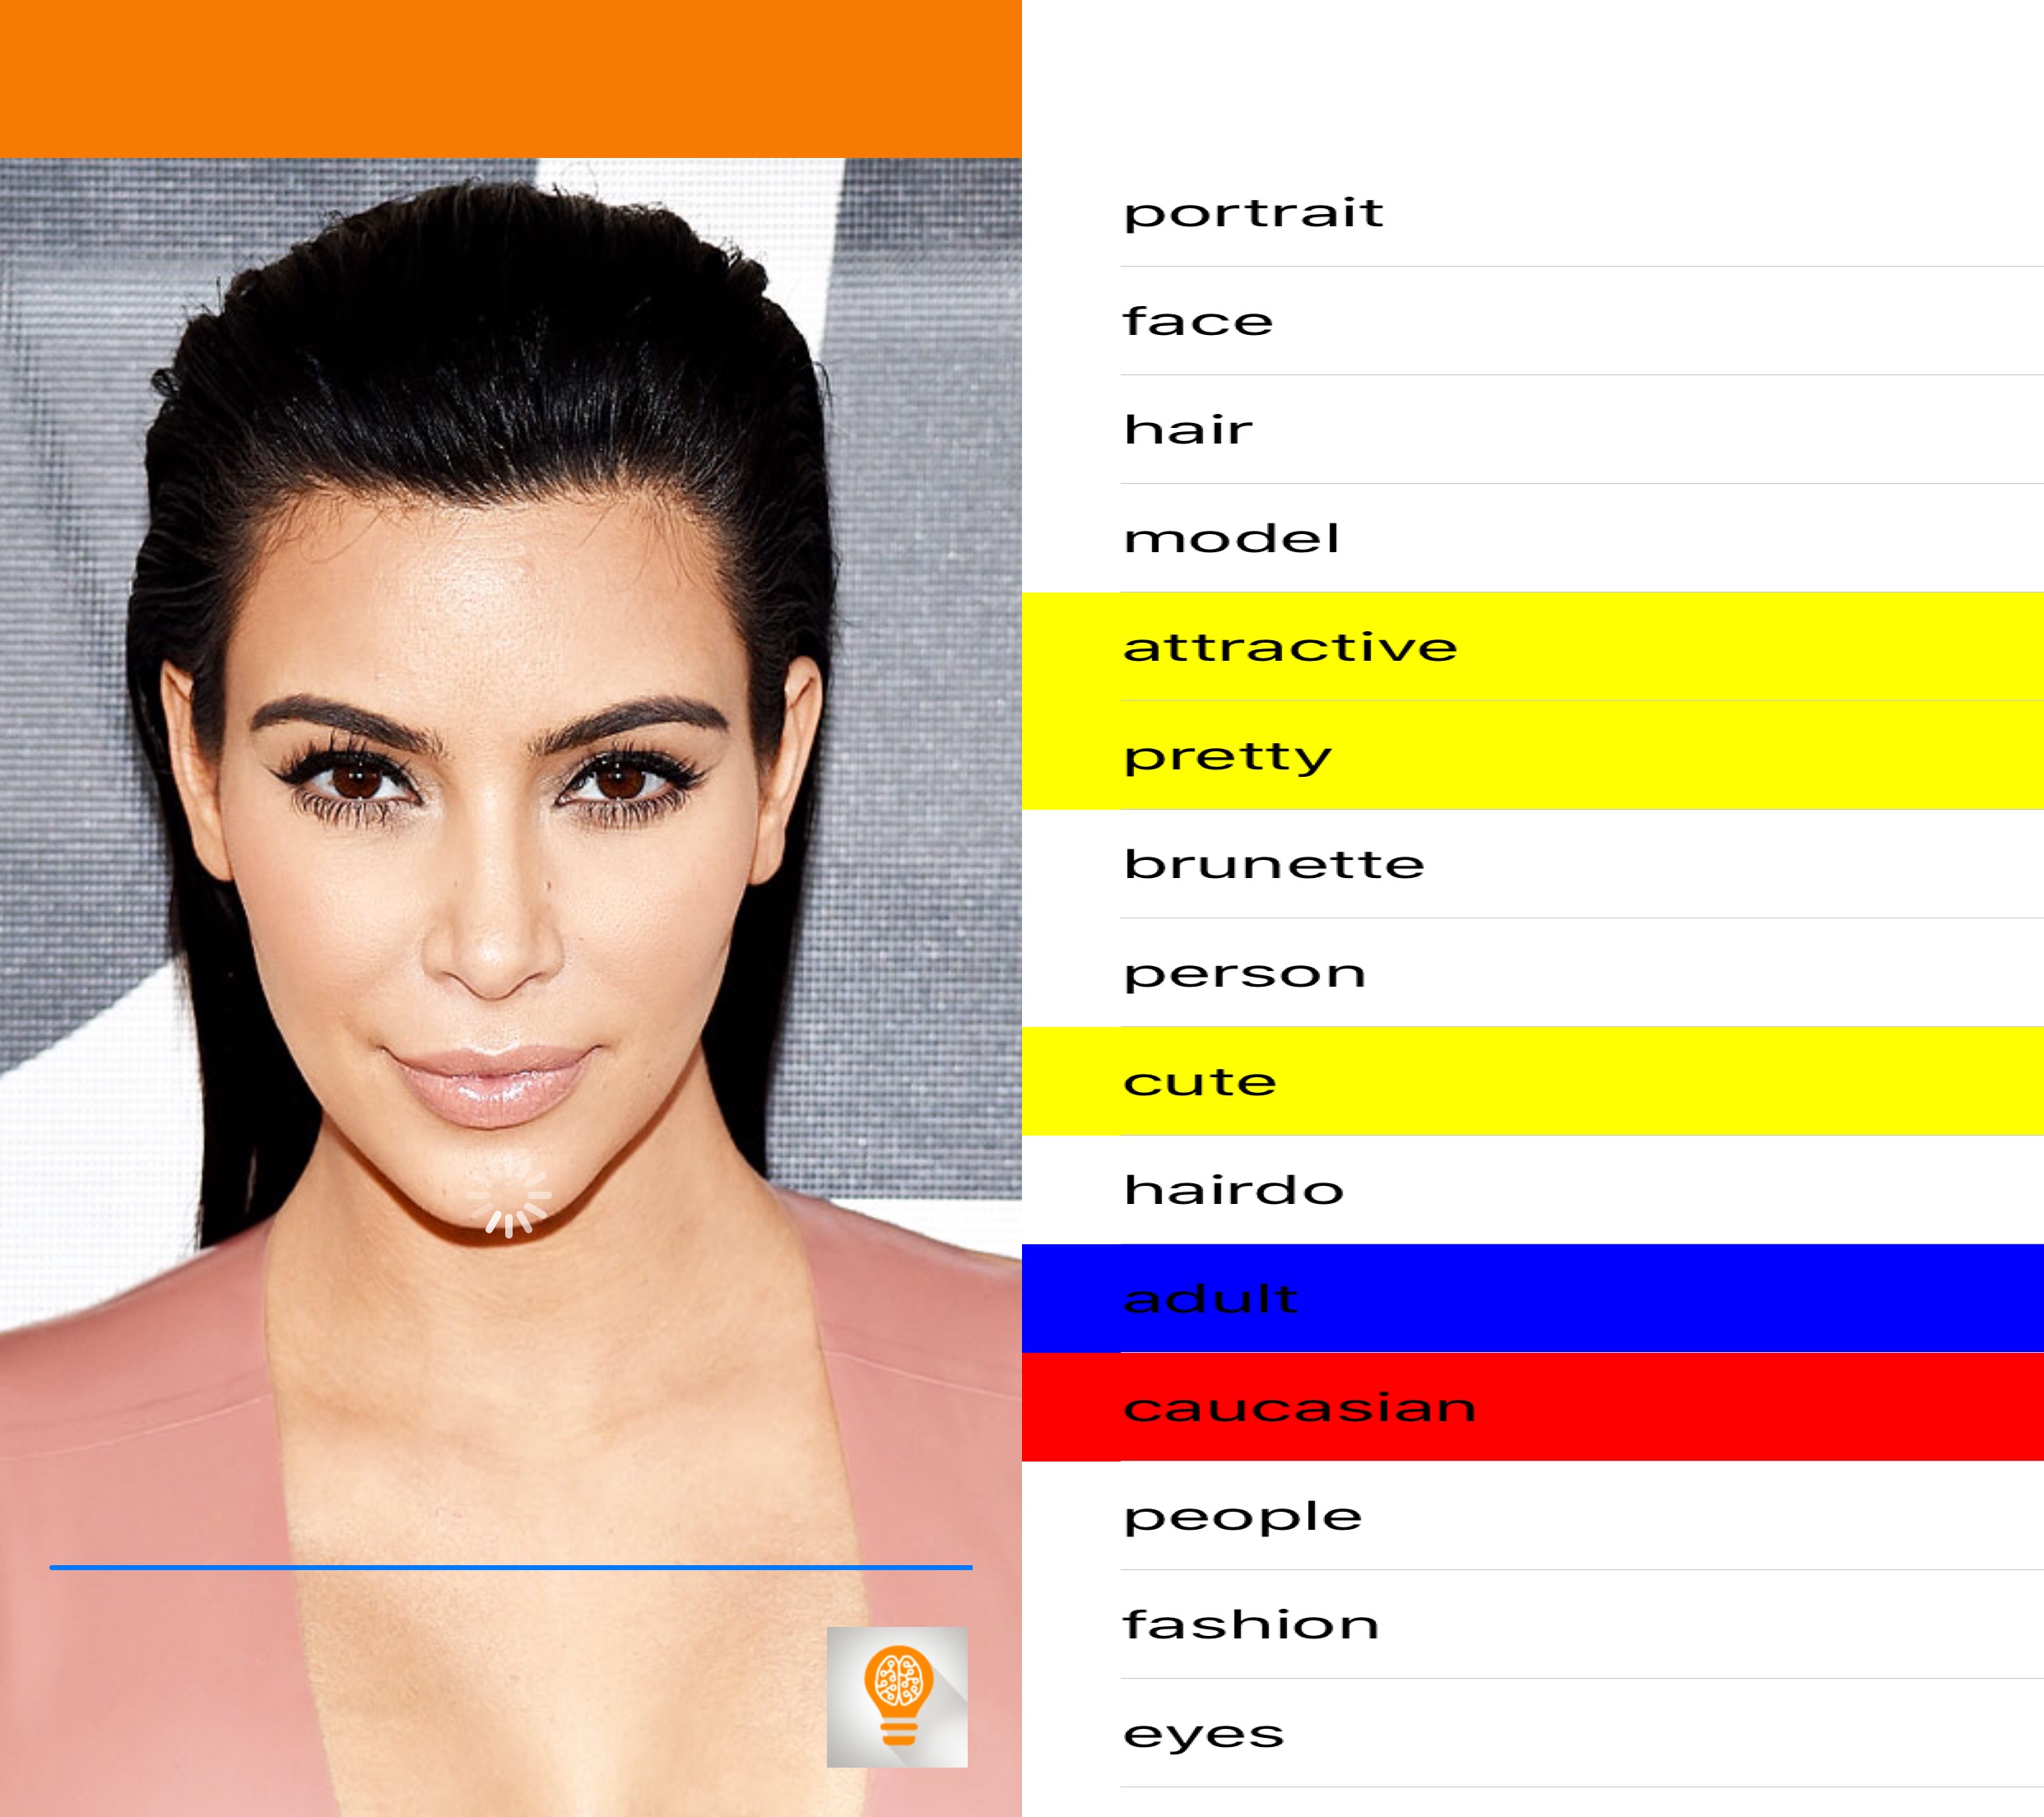 portrait
face
hair
model
attractive
pretty
brunette
person
cute
hairdo
adult
caucasian
people
fashion
eyes